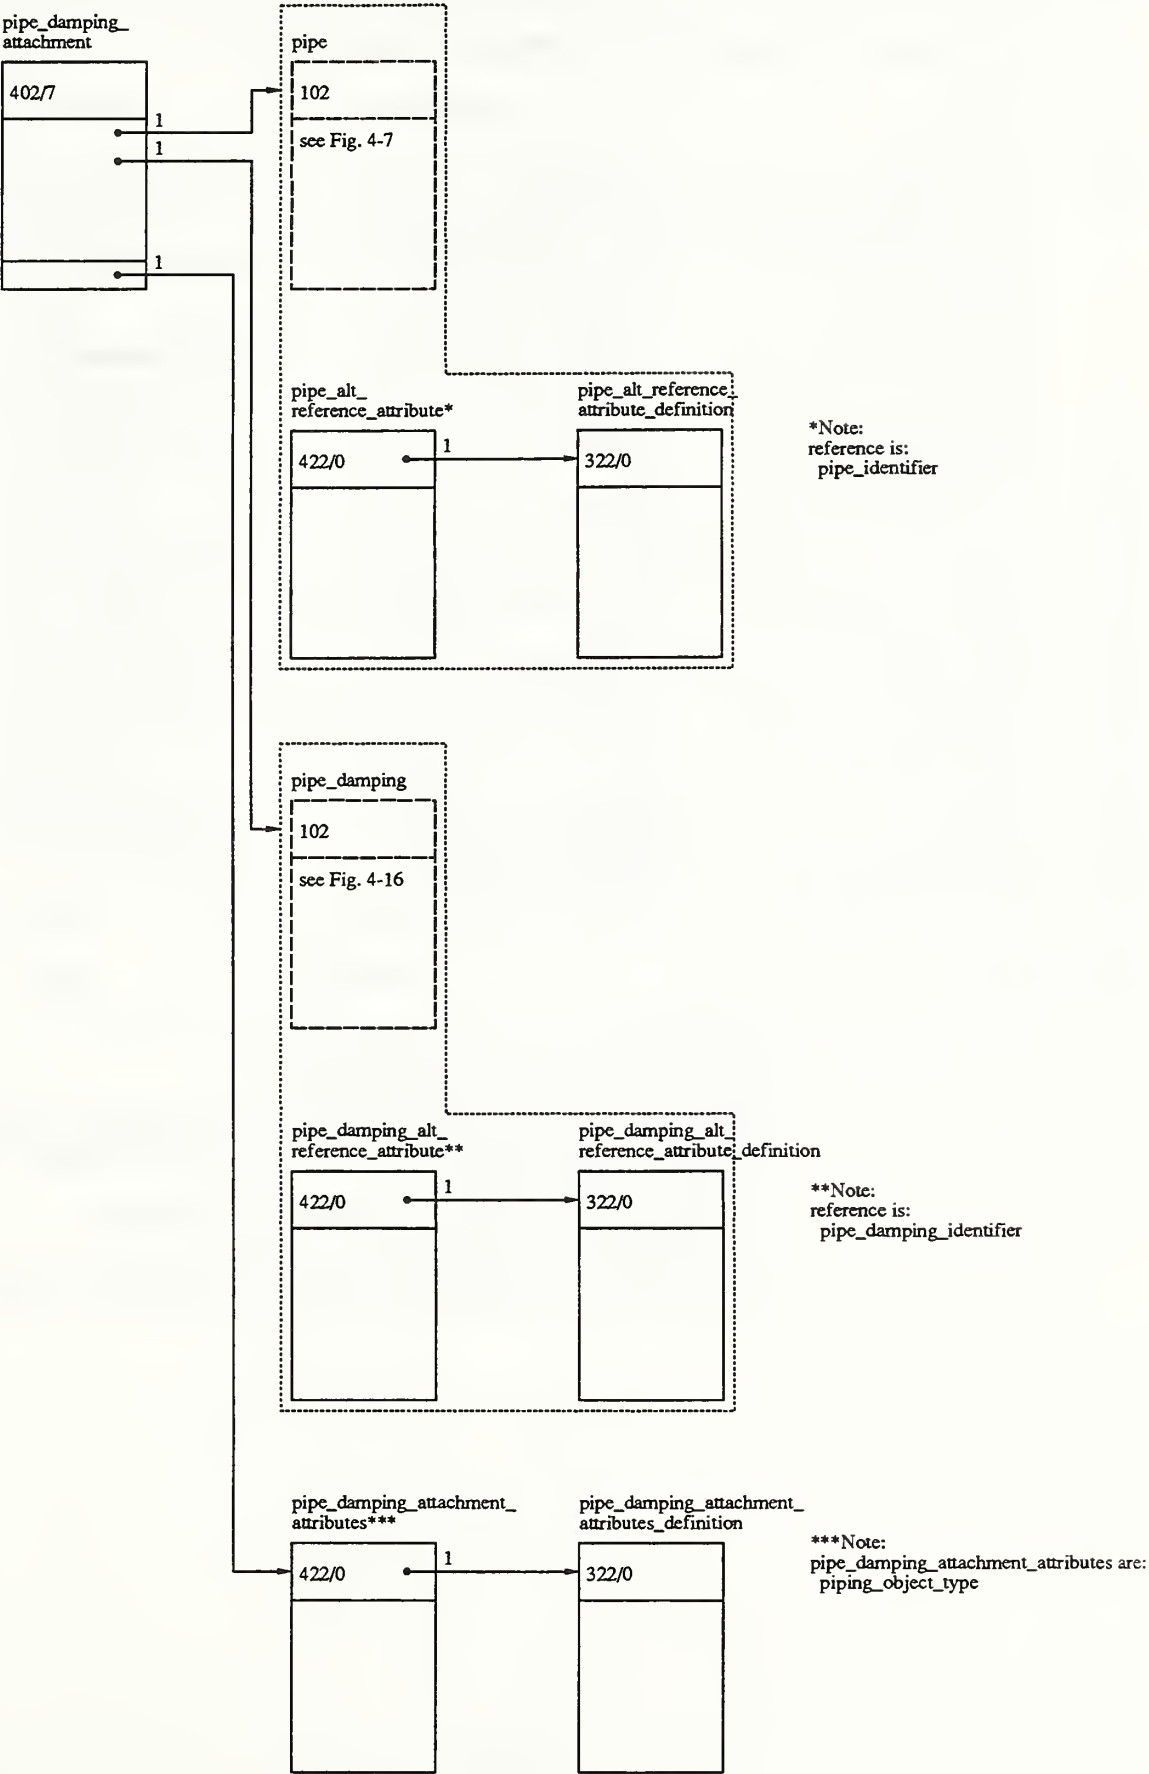 pipe_damping_
attachment
402/7
1
1
1
pipe
102
see Fig. 4-7
pipe_alt_
reference_attribute*
422/0
1
pipe_alt_reference_
attribute_definition
322/0
*Note:
reference is:
pipe_identifier
pipe_damping
102
see Fig. 4-16
pipe_damping_alt_
reference_attribute**
422/0
1
pipe_damping_alt_
reference_attribute_definition
322/0
**Note:
reference is:
pipe_damping_identifier
pipe_damping_attachment_
attributes***
422/0
1
pipe_damping_attachment_
attributes_definition
322/0
***Note:
pipe_damping_attachment_attributes are:
piping_object_type